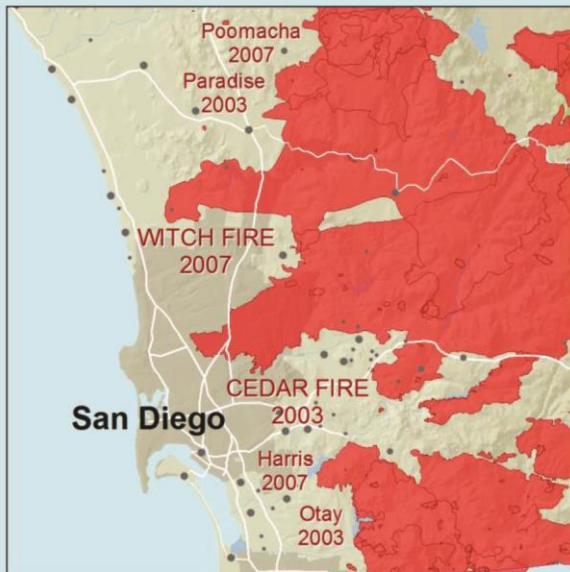 Poomacha
2007
Paradise
2003
WITCH FIRE
2007
CEDAR FIRE
2003
San Diego
Harris
2007
Otay
2003